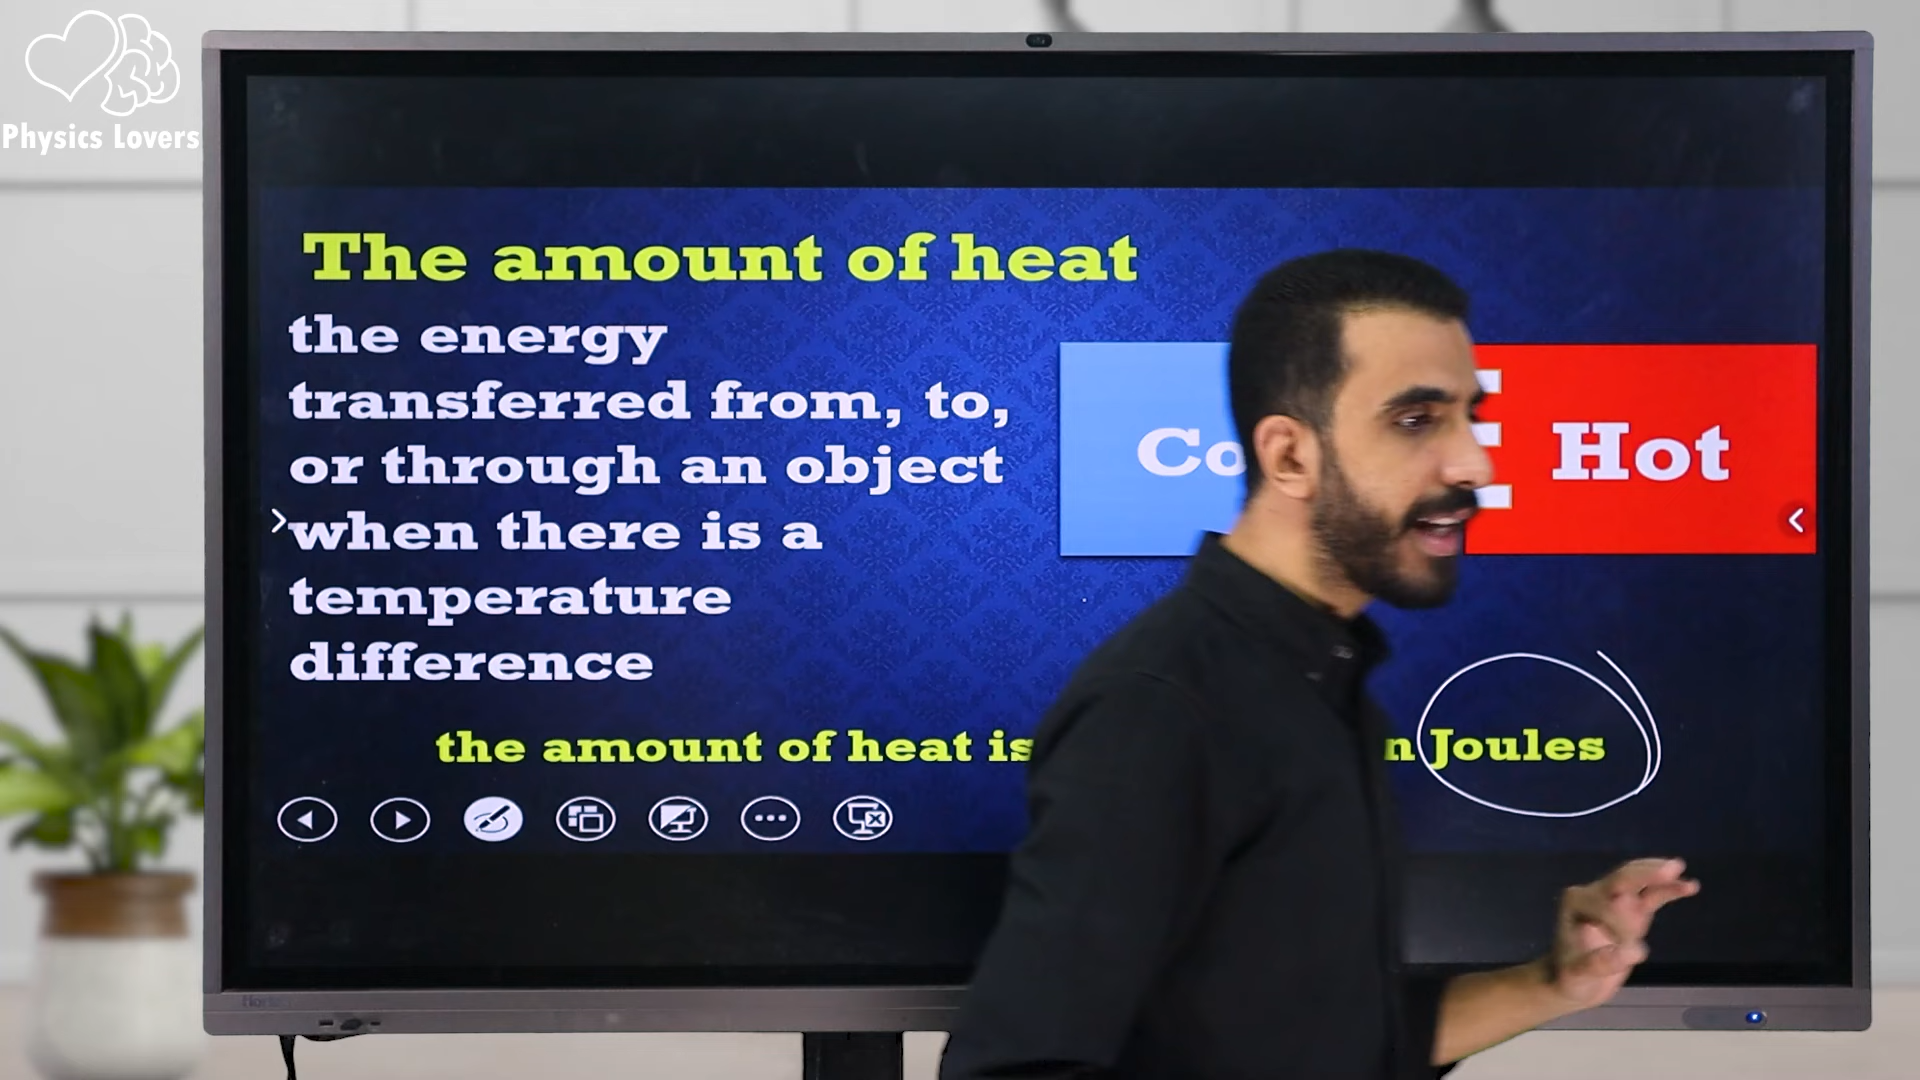 Physics Lovers
The amount of heat
the energy
transferred from, to,
or through an object
when there is a
temperature
difference
Hot
the amount of heat is Joules